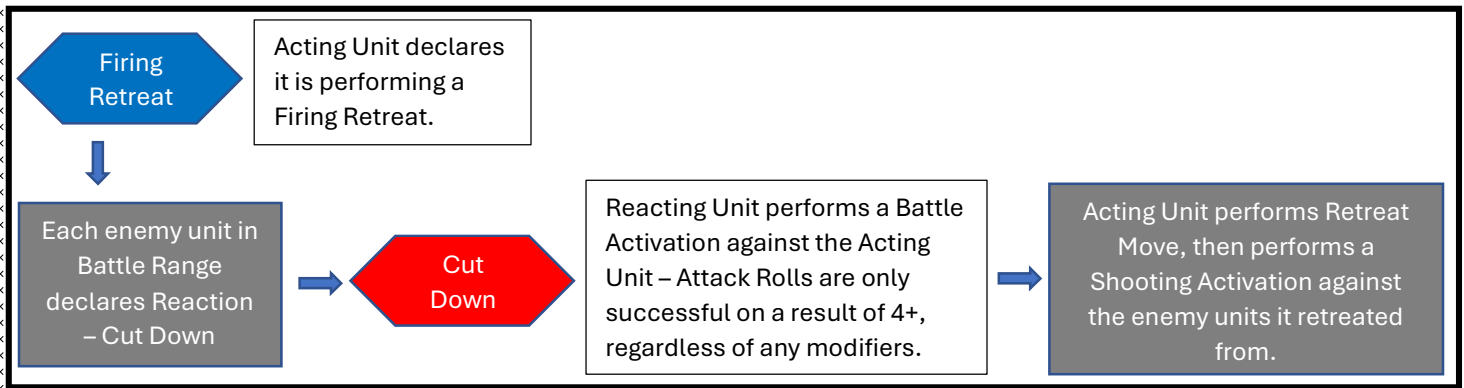 Firing
Retreat
Acting Unit declares
it is performing a
Firing Retreat.
Each enemy unit in
Battle Range
declares Reaction
– Cut Down
Cut
Down
Reacting Unit performs a Battle
Activation against the Acting
Unit – Attack Rolls are only
successful on a result of 4+,
regardless of any modifiers.
Acting Unit performs Retreat
Move, then performs a
Shooting Activation against
the enemy units it retreated
from.